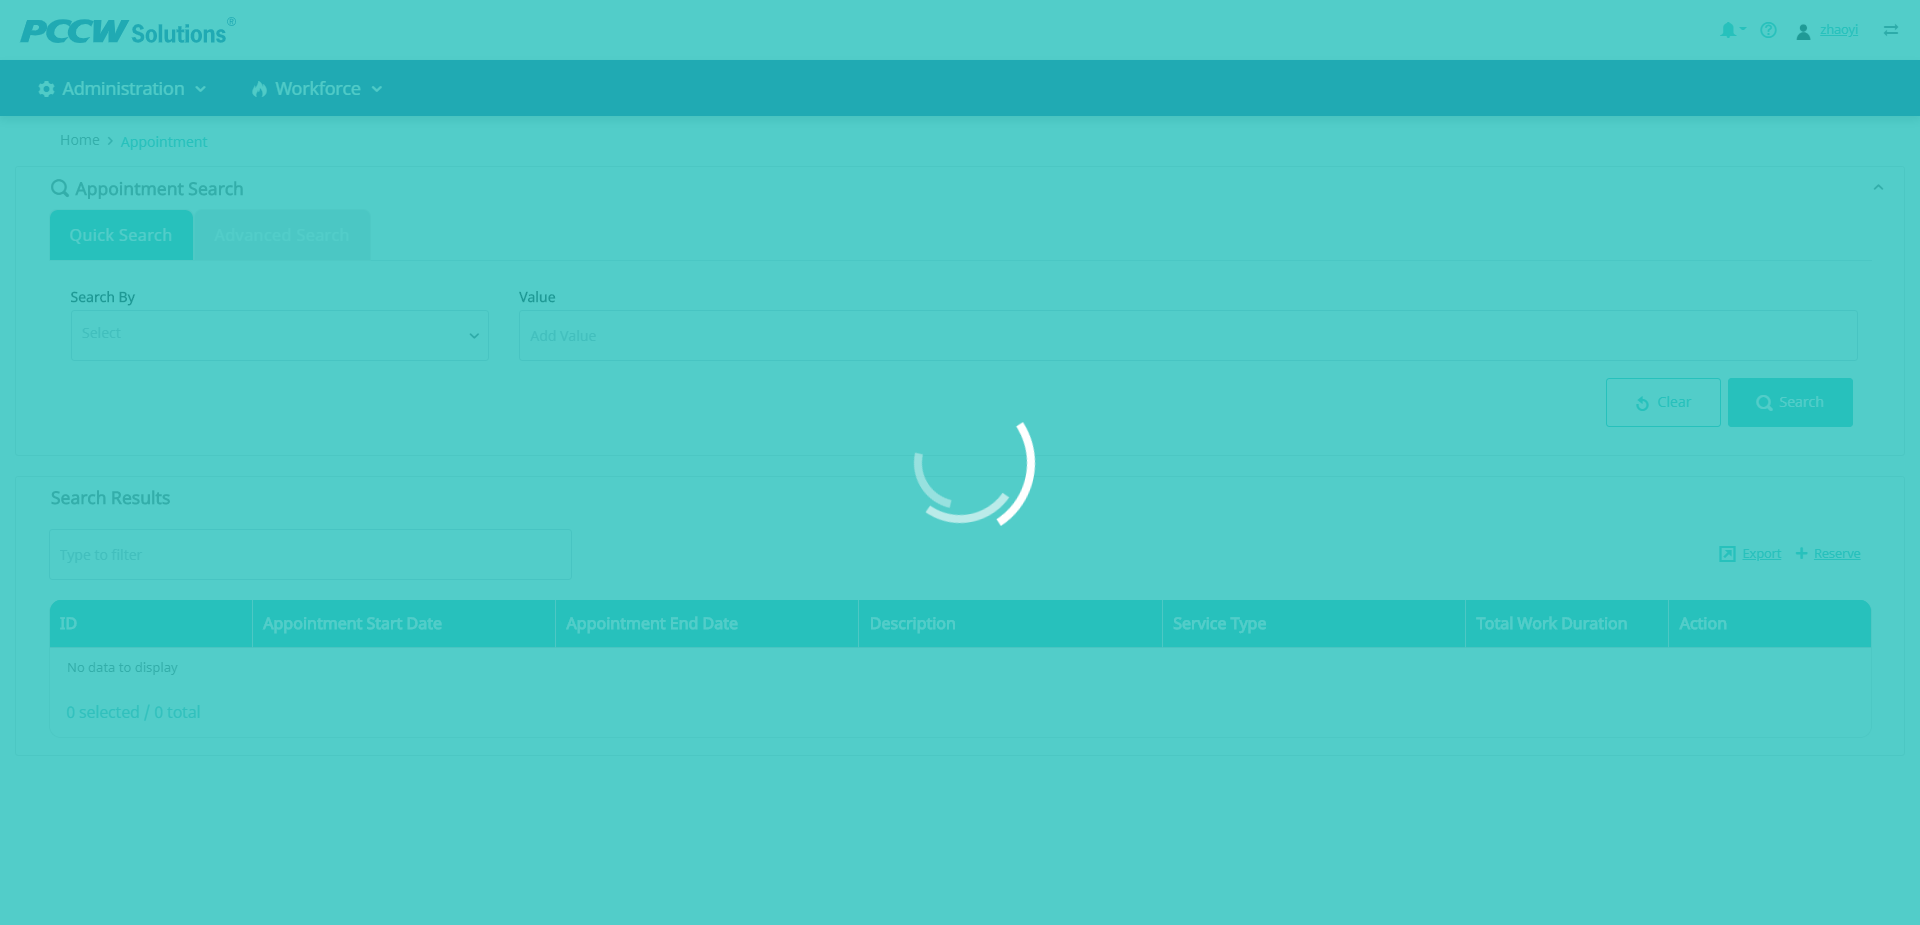 PCCW Solutions®
zhaoyi
Administration
Workforce
Home
Appointment
Appointment Search
Quick Search
Advanced Search
Search By
Value
Select
Add Value
Clear
Search
Search Results
Type to filter
Export
Reserve
ID
Appointment Start Date
Appointment End Date
Description
Service Type
Total Work Duration
Action
No data to display
0 selected / 0 total